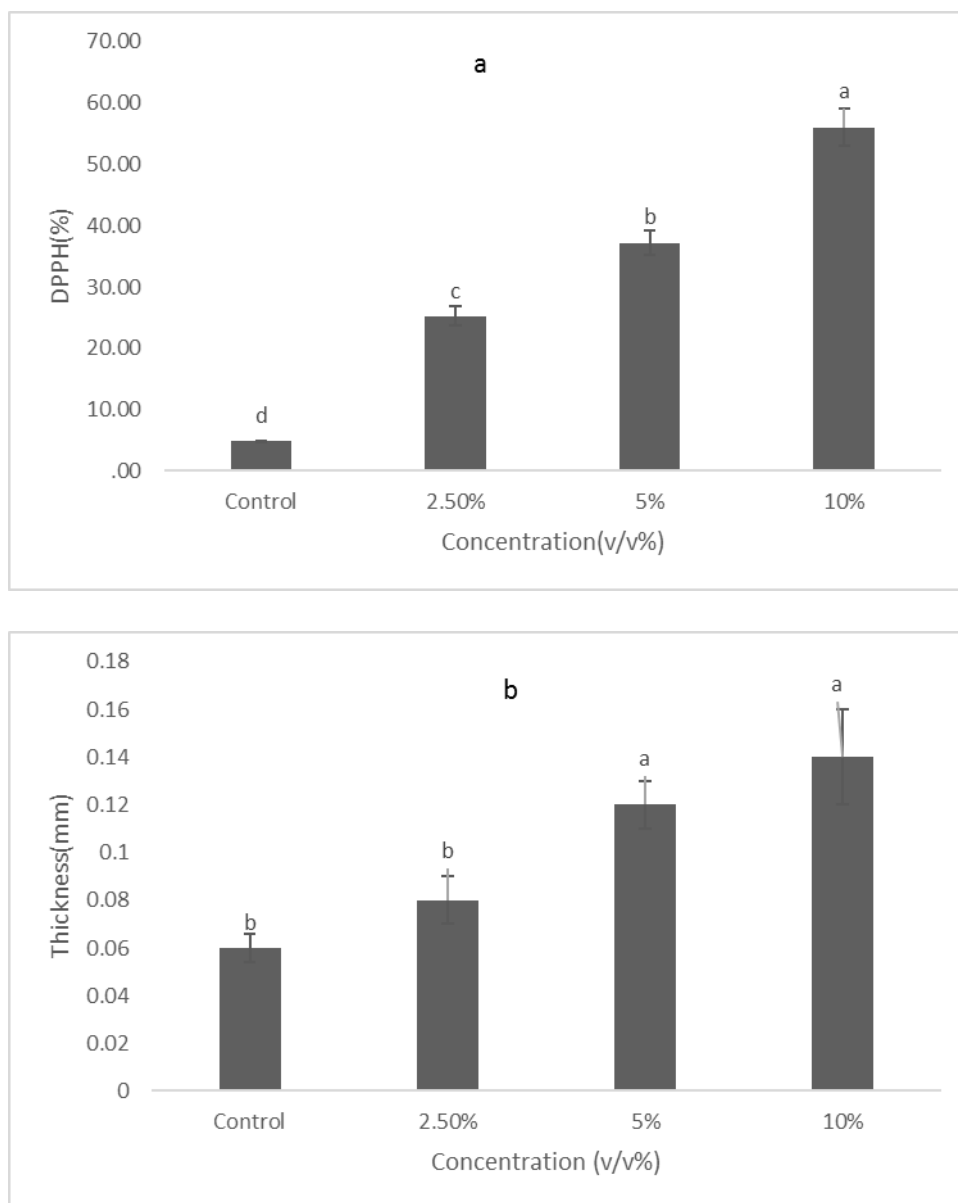 70.00
a
a
60.00
50.00
b
40.00
DPPH(%)
c
30.00
20.00
d
10.00
.00
Control 2.50% 5% 10%
Concentration(v/v%)
0.18
b
a
0.16
a
0.14
0.12
Thickness(mm)
b
0.1
0.08
b
0.06
0.04
0.02
0
Control 2.50% 5% 10%
Concentration (v/v%)